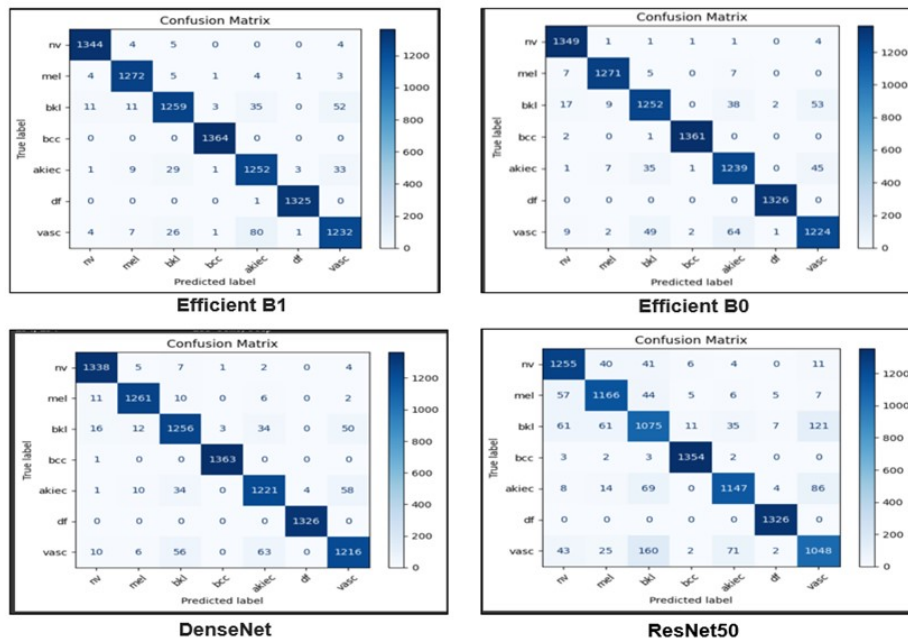 Confusion Matrix
nv 1344 4 5 0 0 0 4
mel 4 1272 5 1 4 1 3
bkl 11 11 1259 3 35 0 52
bcc 0 0 0 1364 0 0 0
akiec 1 9 29 1 1252 3 33
df 0 0 0 0 1 1325 0
vasc 4 7 26 1 80 1 1232
True label
nv mel bkl bcc akiec df vasc
Predicted label
1200
1000
800
600
400
200
0
Efficient B1
Confusion Matrix
nv 1349 1 1 1 1 0 4
mel 7 1271 5 0 7 0 0
bkl 17 9 1252 0 38 2 53
bcc 2 0 1 1361 0 0 0
akiec 1 7 35 1 1239 0 45
df 0 0 0 0 0 1326 0
vasc 9 2 49 2 64 1 1224
True label
nv mel bkl bcc akiec df vasc
Predicted label
1200
1000
800
600
400
200
0
Efficient B0
Confusion Matrix
nv 1338 5 7 1 2 0 4
mel 11 1261 10 0 6 0 2
bkl 16 12 1256 3 34 0 50
bcc 1 0 0 1363 0 0 0
akiec 1 10 34 0 1221 4 58
df 0 0 0 0 0 1326 0
vasc 10 6 56 0 63 0 1216
True label
nv mel bkl bcc akiec df vasc
Predicted label
1200
1000
800
600
400
200
0
DenseNet
Confusion Matrix
nv 1255 40 41 6 4 0 11
mel 57 1166 44 5 6 5 7
bkl 61 61 1075 11 35 7 121
bcc 3 2 3 1354 2 0 0
akiec 8 14 69 0 1147 4 86
df 0 0 0 0 0 1326 0
vasc 43 25 160 2 71 2 1048
True label
nv mel bkl bcc akiec df vasc
Predicted label
1200
1000
800
600
400
200
0
ResNet50